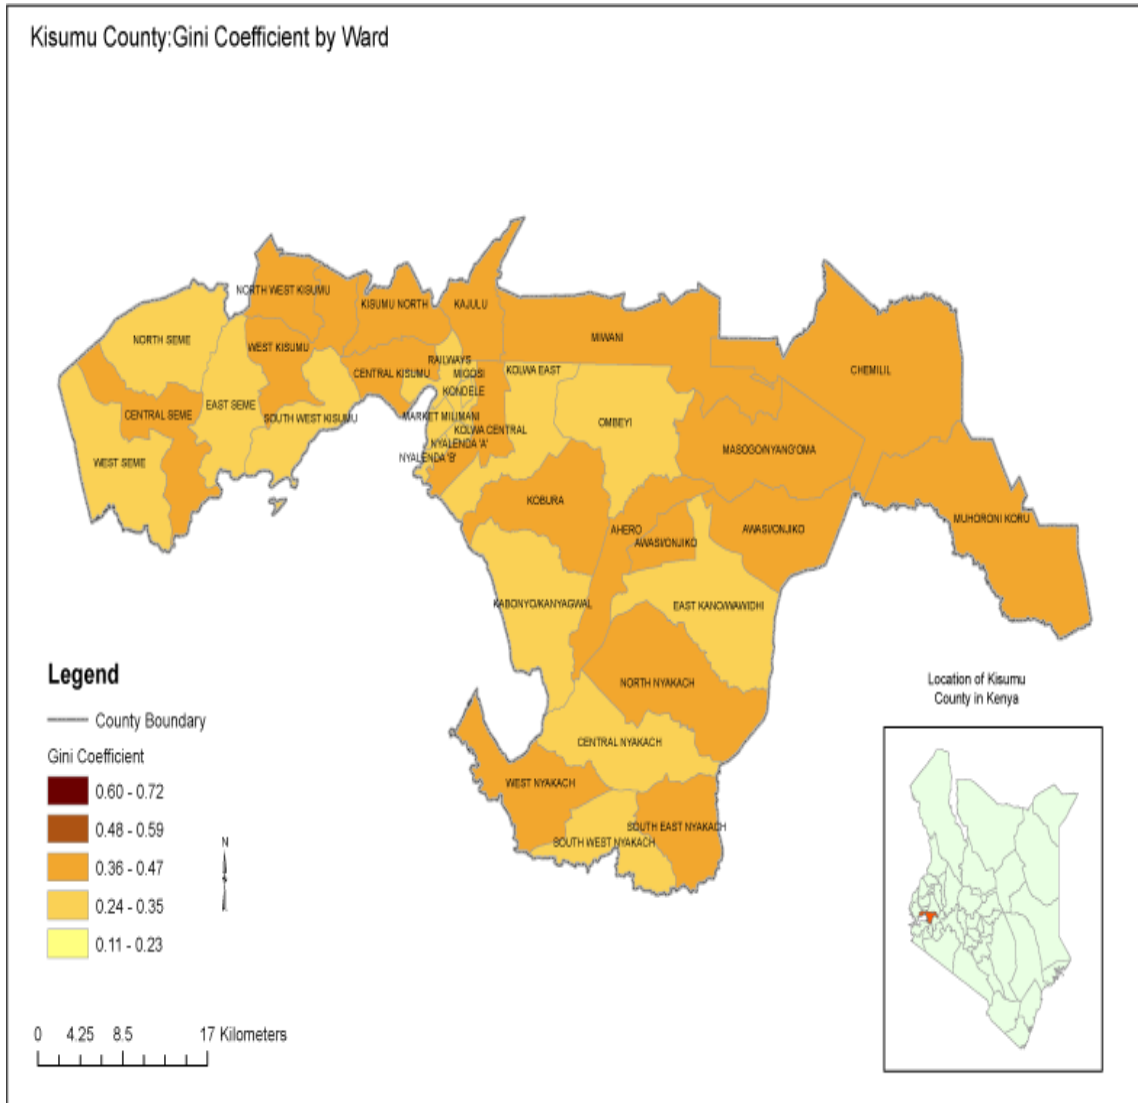 Kisumu County:Gini Coefficient by Ward
NORTH WEST KISUMU
KISUMU NORTH
KAJULU
NORTH SEME
WEST KISUMU
MIWANI
RAILWAYS
CENTRAL KISUMU
MIGOSI
KOLWA EAST
CHEMILIL
KONDELE
EAST SEME
CENTRAL SEME
SOUTH WEST KISUMU
MARKET MILIMANI
OMBEYI
KOLWA CENTRAL
NYALENDA 'A'
NYALENDA 'B'
WEST SEME
MASOGO/NYANG'OMA
KOBURA
MUHORONI KORU
AHERO
AWASI/ONJIKO
AWASI/ONJIKO
KABONYO/KANYAGWAL
EAST KANO/WAWIDHI
NORTH NYAKACH
CENTRAL NYAKACH
WEST NYAKACH
SOUTH EAST NYAKACH
SOUTH WEST NYAKACH
Legend
County Boundary
Gini Coefficient
0.60 - 0.72
0.48 - 0.59
0.36 - 0.47
0.24 - 0.35
0.11 - 0.23
N
0 4.25 8.5 17 Kilometers
Location of Kisumu
County in Kenya